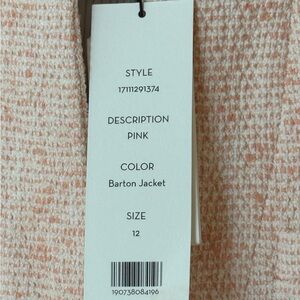 STYLE
17111291374
DESCRIPTION
PINK
COLOR
Barton Jacket
SIZE
12
190738084196